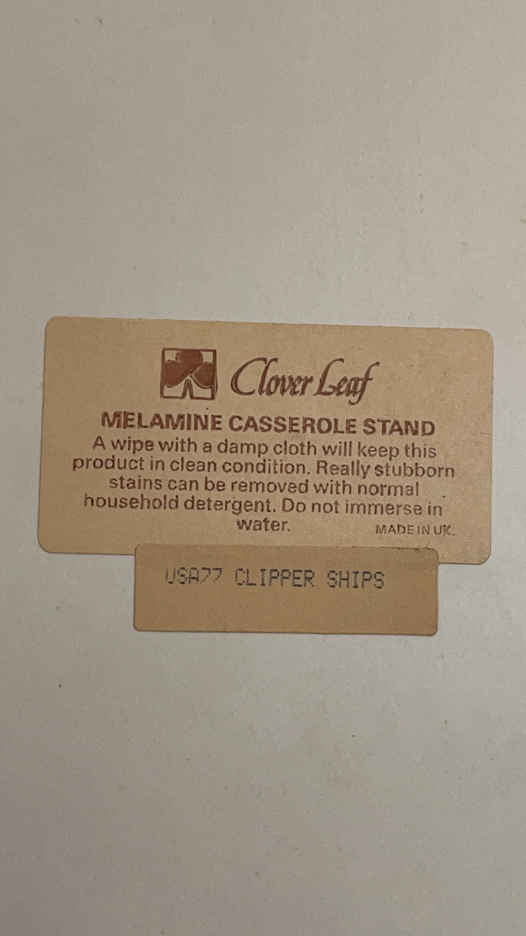 Clover Leaf
MELAMINE CASSEROLE STAND
A wipe with a damp cloth will keep this
product in clean condition. Really stubborn
stains can be removed with normal
household detergent. Do not immerse in
water.
MADE IN UK.
USA77 CLIPPER SHIPS